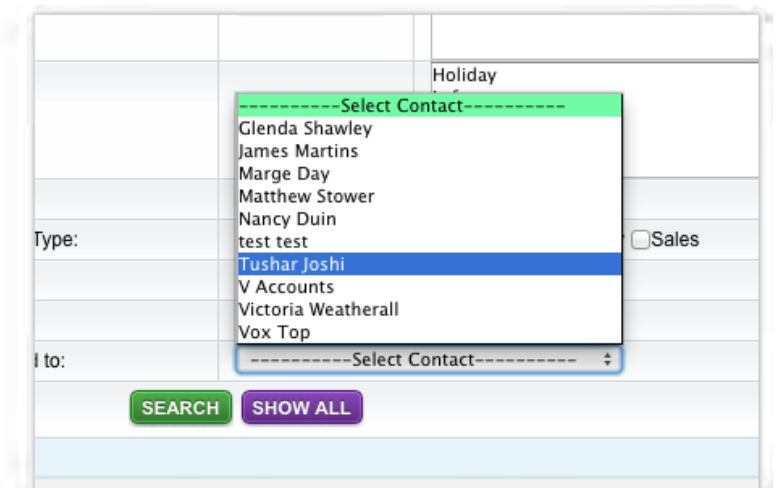 Holiday
----------Select Contact----------
Glenda Shawley
James Martins
Marge Day
Matthew Stower
Nancy Duin
test test
Type: Sales
Tushar Joshi
V Accounts
Victoria Weatherall
Vox Top
to: ----------Select Contact----------
SEARCH SHOW ALL